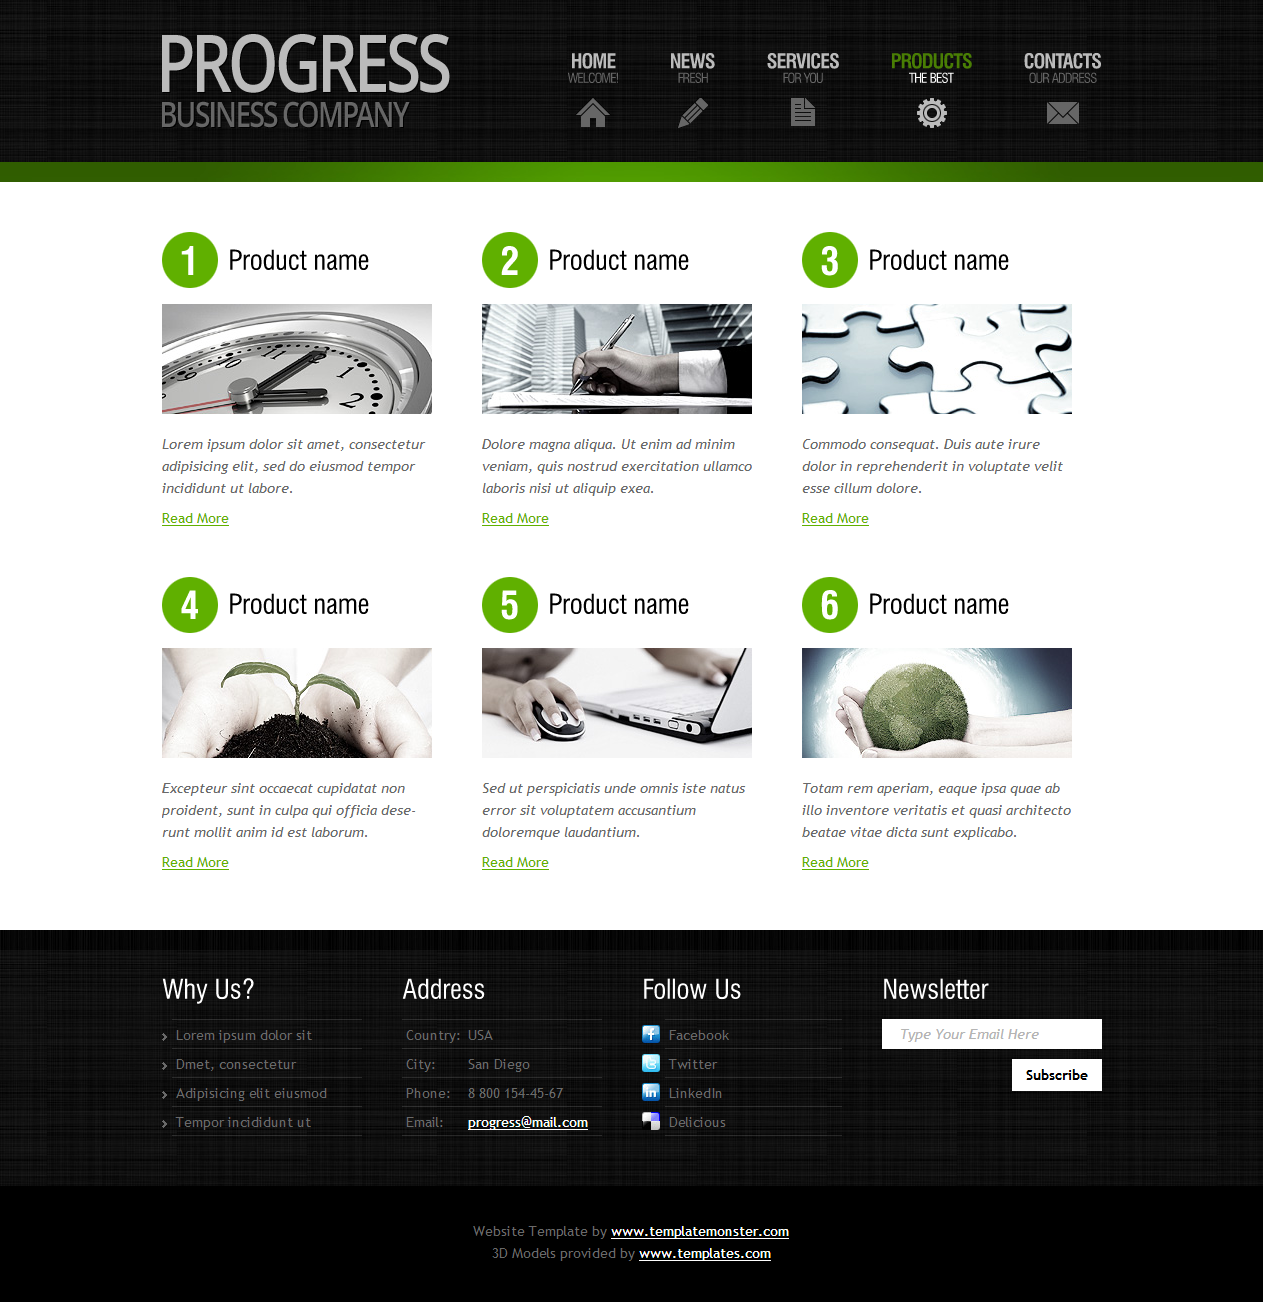 PROGRESS
BUSINESS COMPANY
HOME
WELCOME!
NEWS
FRESH
SERVICES
FOR YOU
PRODUCTS
THE BEST
CONTACTS
OUR ADDRESS
1 Product name
11 12 1
10 2
Lorem ipsum dolor sit amet, consectetur
adipisicing elit, sed do eiusmod tempor
incididunt ut labore.
Read More
2 Product name
Dolore magna aliqua. Ut enim ad minim
veniam, quis nostrud exercitation ullamco
laboris nisi ut aliquip exea.
Read More
3 Product name
Commodo consequat. Duis aute irure
dolor in reprehenderit in voluptate velit
esse cillum dolore.
Read More
4 Product name
Excepteur sint occaecat cupidatat non
proident, sunt in culpa qui officia dese-
runt mollit anim id est laborum.
Read More
5 Product name
Sed ut perspiciatis unde omnis iste natus
error sit voluptatem accusantium
doloremque laudantium.
Read More
6 Product name
Totam rem aperiam, eaque ipsa quae ab
illo inventore veritatis et quasi architecto
beatae vitae dicta sunt explicabo.
Read More
Why Us?
Lorem ipsum dolor sit
Dmet, consectetur
Adipisicing elit eiusmod
Tempor incididunt ut
Address
Country: USA
City: San Diego
Phone: 8 800 154-45-67
Email: progress@mail.com
Follow Us
Facebook
Twitter
LinkedIn
Delicious
Newsletter
Type Your Email Here
Subscribe
Website Template by www.templatemonster.com
3D Models provided by www.templates.com